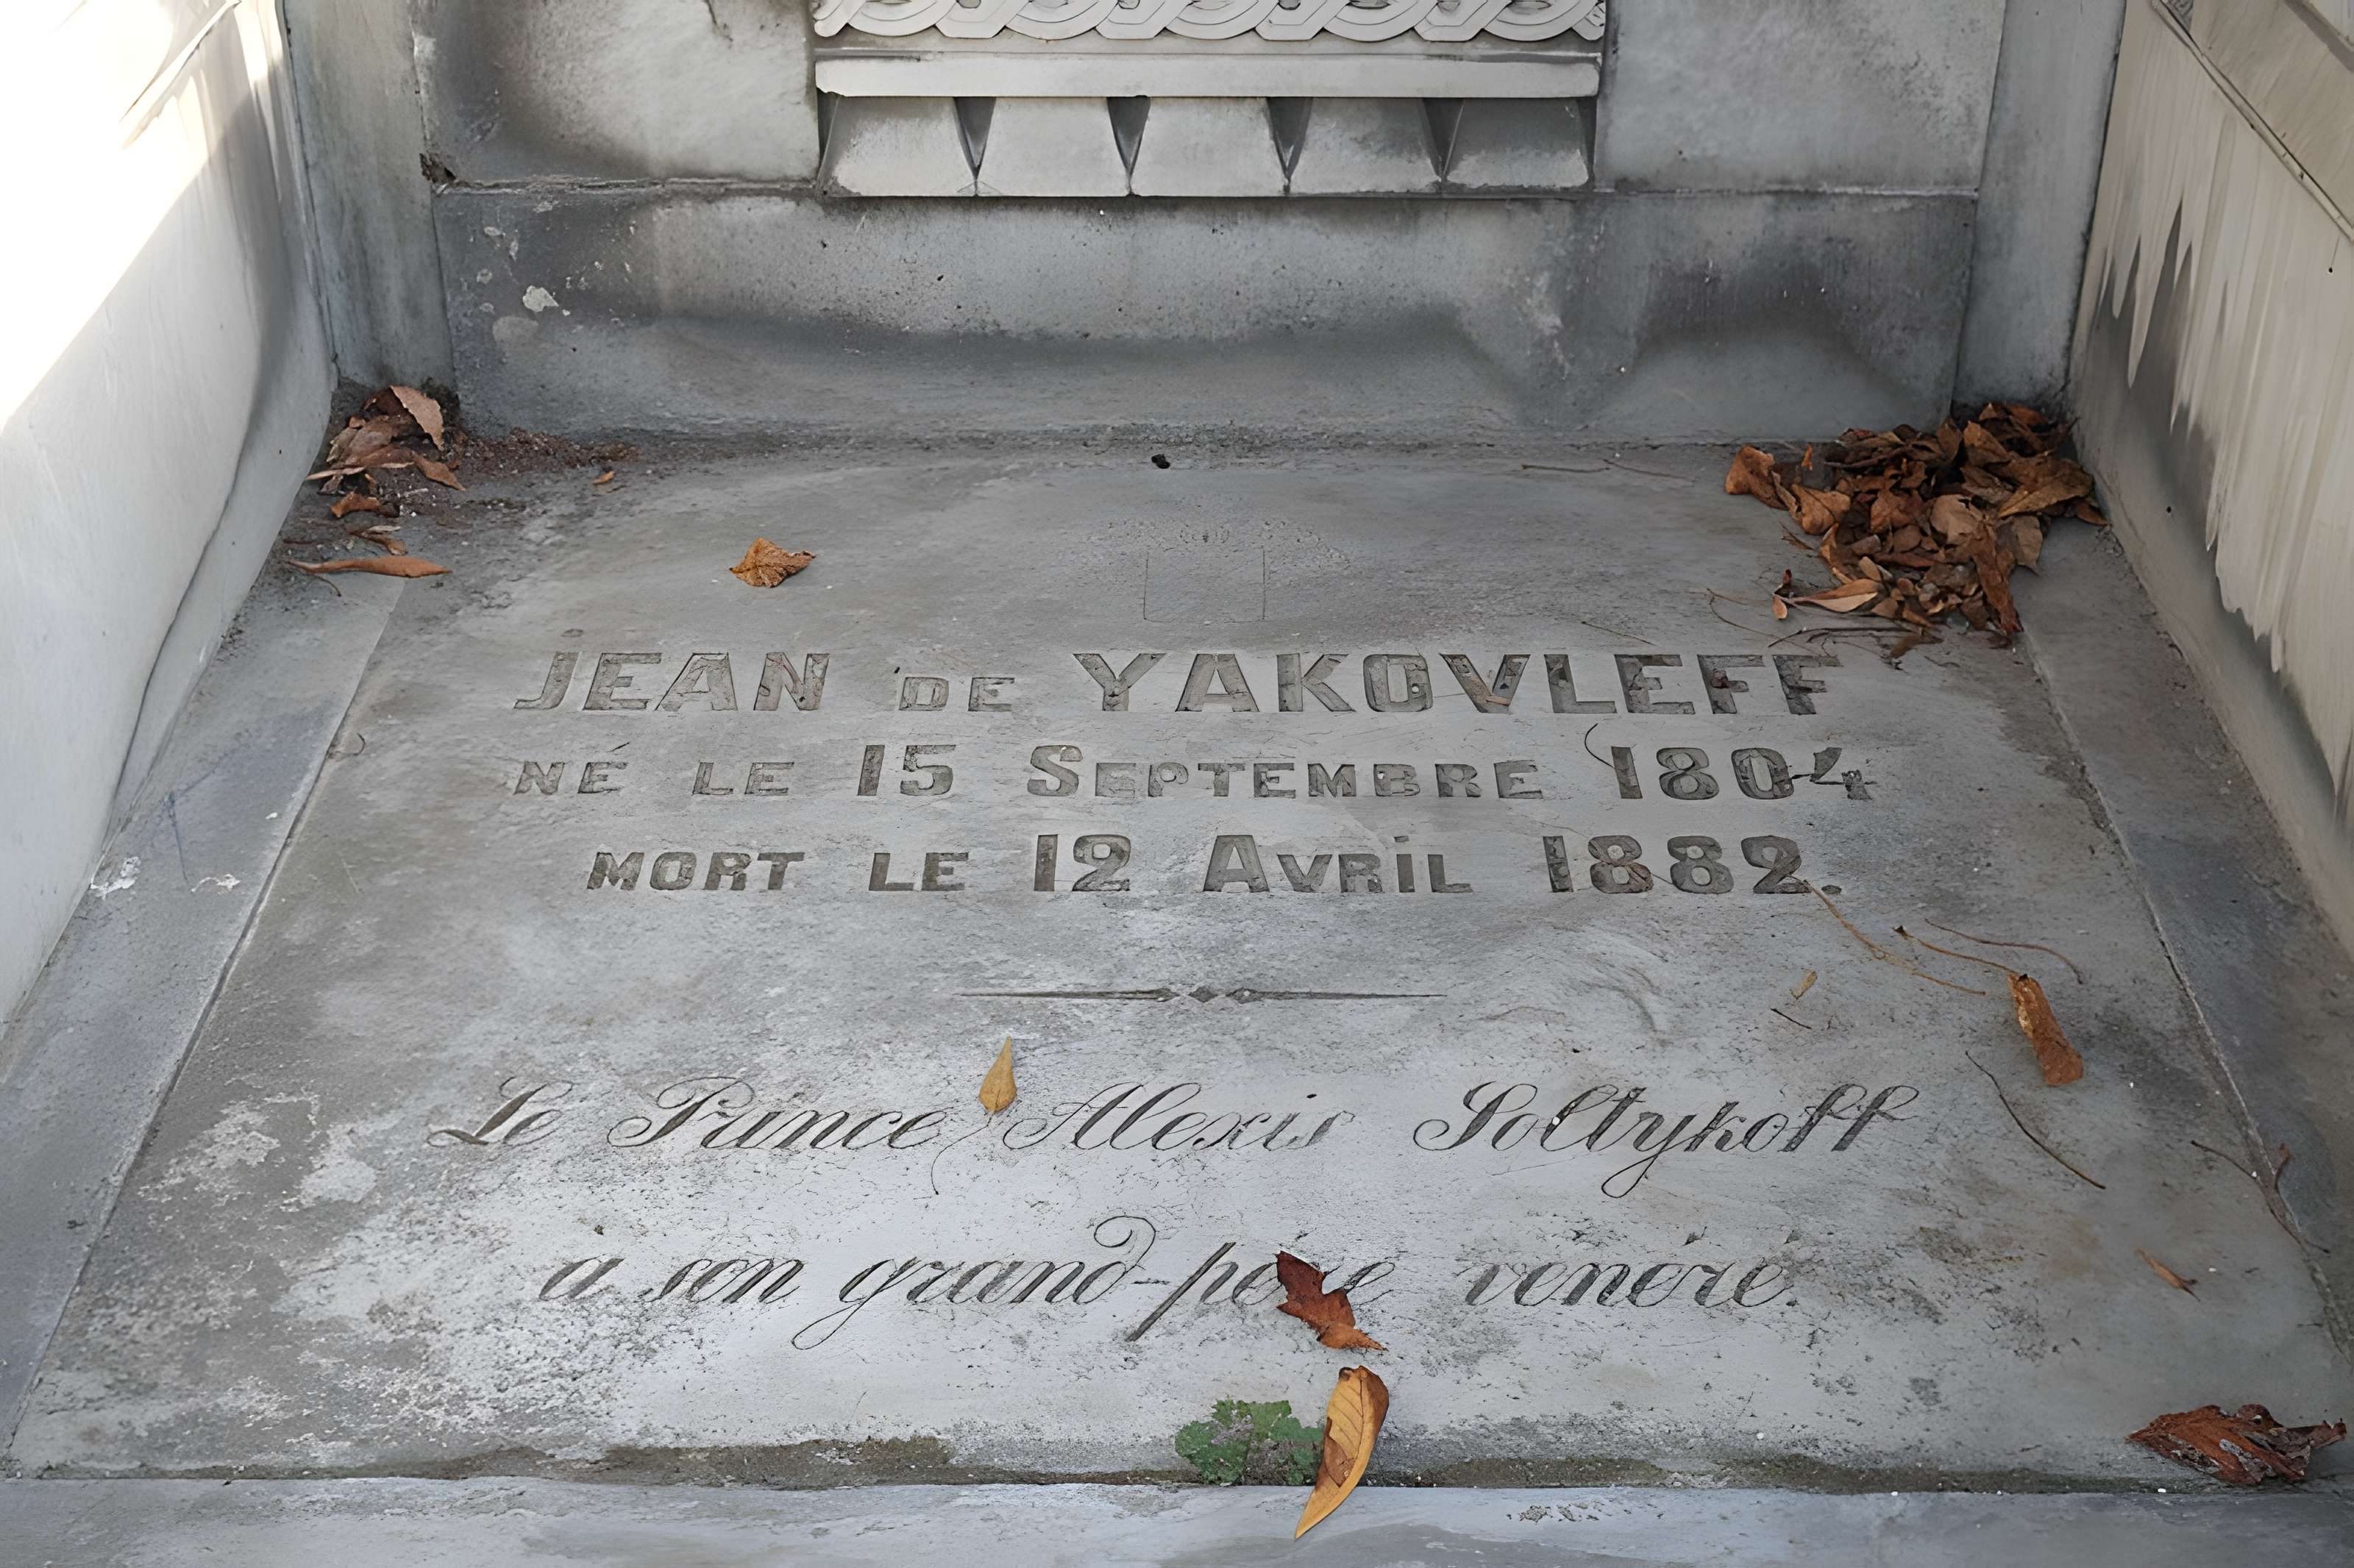 JEAN DE YAKOVLEFF
NÉ LE 15 SEPTEMBRE 1804
MORT LE 12 AVRIL 1882.
Le Prince Alexis Soltykoff
a son grand-père vénéré.